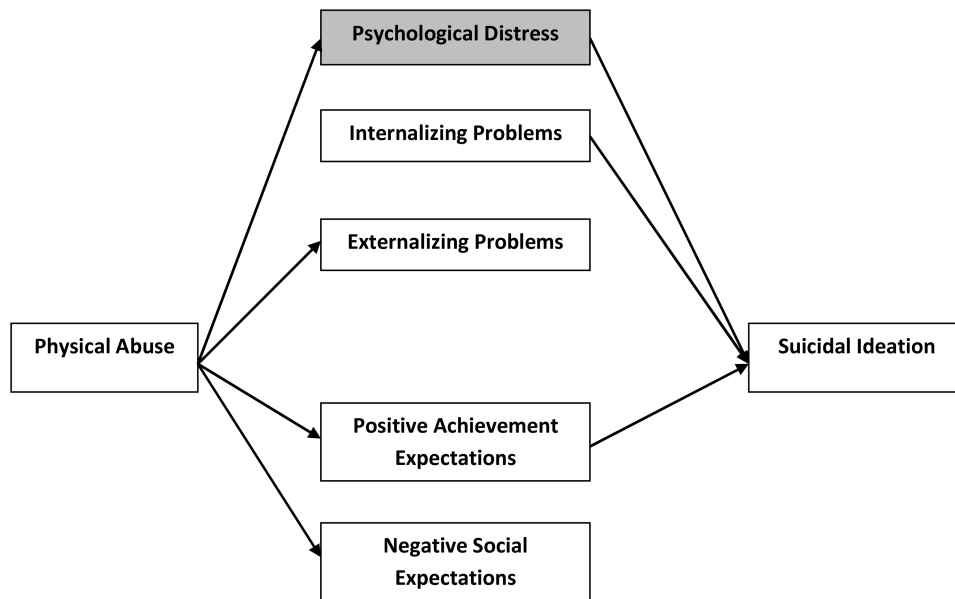 Psychological Distress
Internalizing Problems
Externalizing Problems
Physical Abuse
Suicidal Ideation
Positive Achievement
Expectations
Negative Social
Expectations